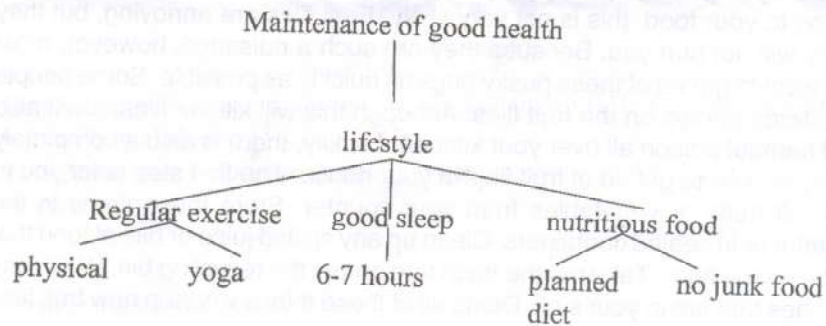 Maintenance of good health
lifestyle
Regular exercise good sleep nutritious food
physical yoga 6-7 hours planned no junk food
diet